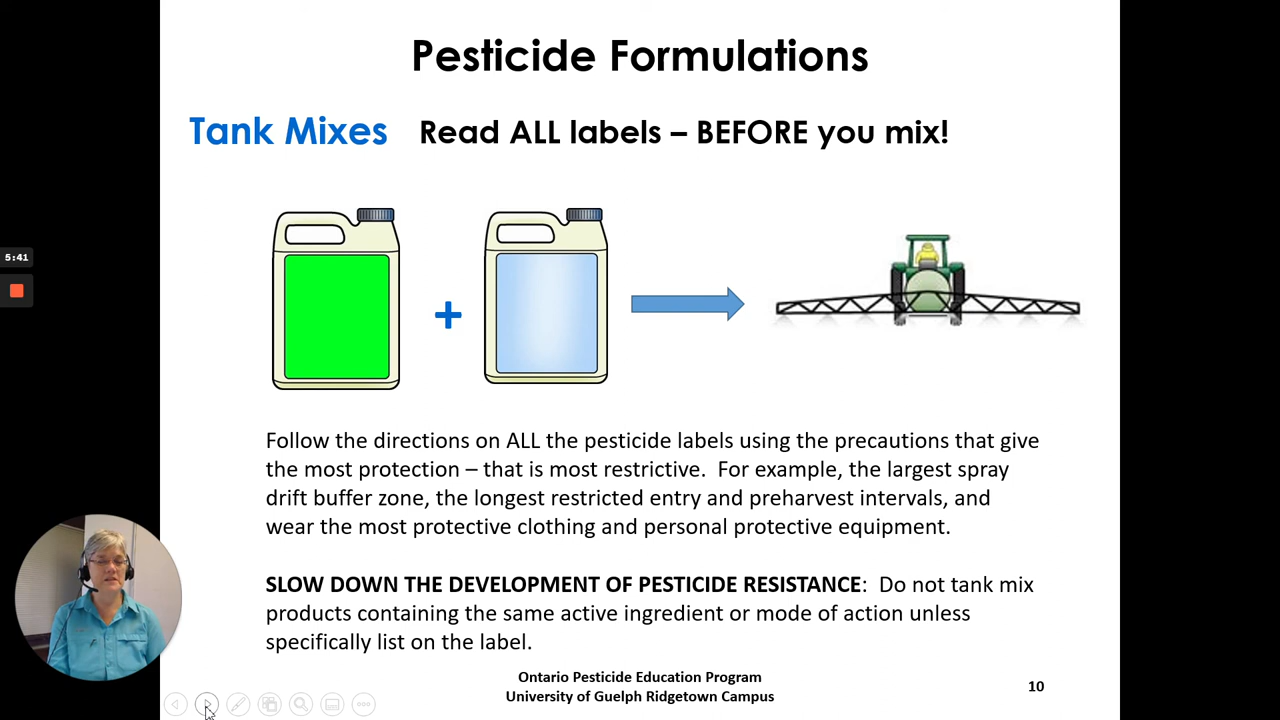 Pesticide Formulations
Tank Mixes Read ALL labels – BEFORE you mix!
5:41
+
Follow the directions on ALL the pesticide labels using the precautions that give
the most protection – that is most restrictive. For example, the largest spray
drift buffer zone, the longest restricted entry and preharvest intervals, and
wear the most protective clothing and personal protective equipment.
SLOW DOWN THE DEVELOPMENT OF PESTICIDE RESISTANCE: Do not tank mix
products containing the same active ingredient or mode of action unless
specifically list on the label.
Ontario Pesticide Education Program
University of Guelph Ridgetown Campus
10